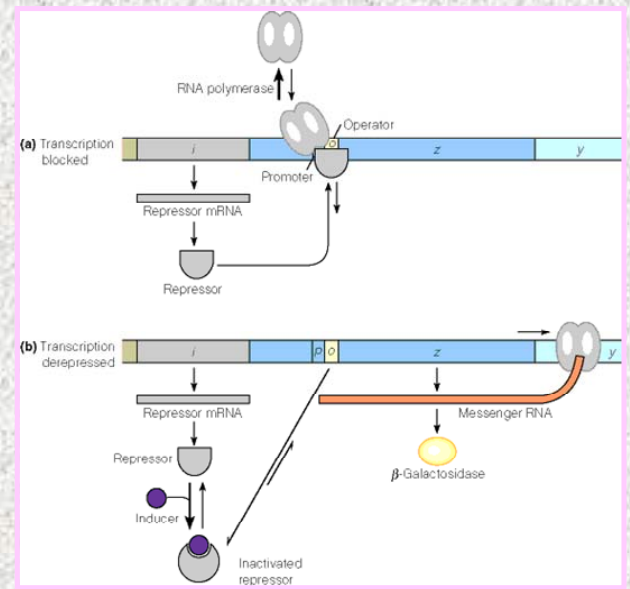 RNA polymerase
Operator
(a) Transcription
blocked
i
o
z
y
Promoter
Repressor mRNA
Repressor
(b) Transcription
derepressed
i
p
o
z
y
Repressor mRNA
Messenger RNA
Repressor
β-Galactosidase
Inducer
Inactivated
repressor